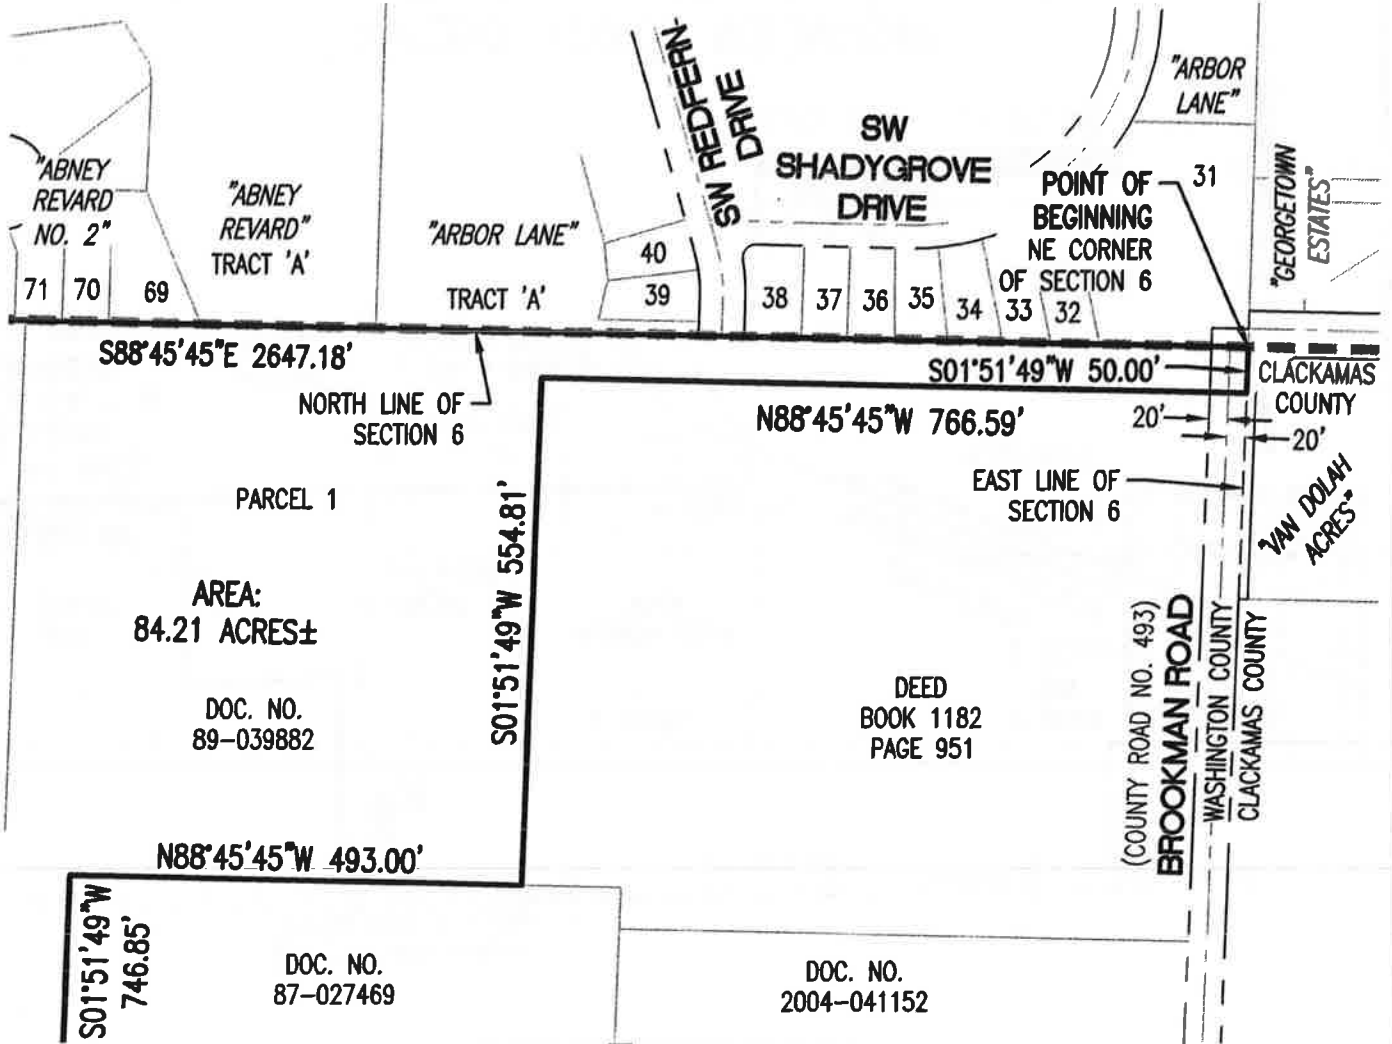 "ABNEY
REVARD
NO. 2"
71
70
69
"ABNEY
REVARD"
TRACT 'A'
"ARBOR LANE"
TRACT 'A'
40
39
SW REDFERN
DRIVE
SW
SHADYGROVE
DRIVE
38
37
36
35
34
33
32
31
"ARBOR
LANE"
POINT OF
BEGINNING
NE CORNER
OF SECTION 6
"GEORGETOWN
ESTATES"
S88°45'45"E 2647.18'
NORTH LINE OF
SECTION 6
S01°51'49"W 50.00'
N88°45'45"W 766.59'
CLACKAMAS
COUNTY
20'
20'
EAST LINE OF
SECTION 6
"VAN DOLAH
ACRES"
PARCEL 1
AREA:
84.21 ACRES±
DOC. NO.
89-039882
S01°51'49"W 554.81'
DEED
BOOK 1182
PAGE 951
(COUNTY ROAD NO. 493)
BROOKMAN ROAD
WASHINGTON COUNTY
CLACKAMAS COUNTY
N88°45'45"W 493.00'
S01°51'49"W
746.85'
DOC. NO.
87-027469
DOC. NO.
2004-041152